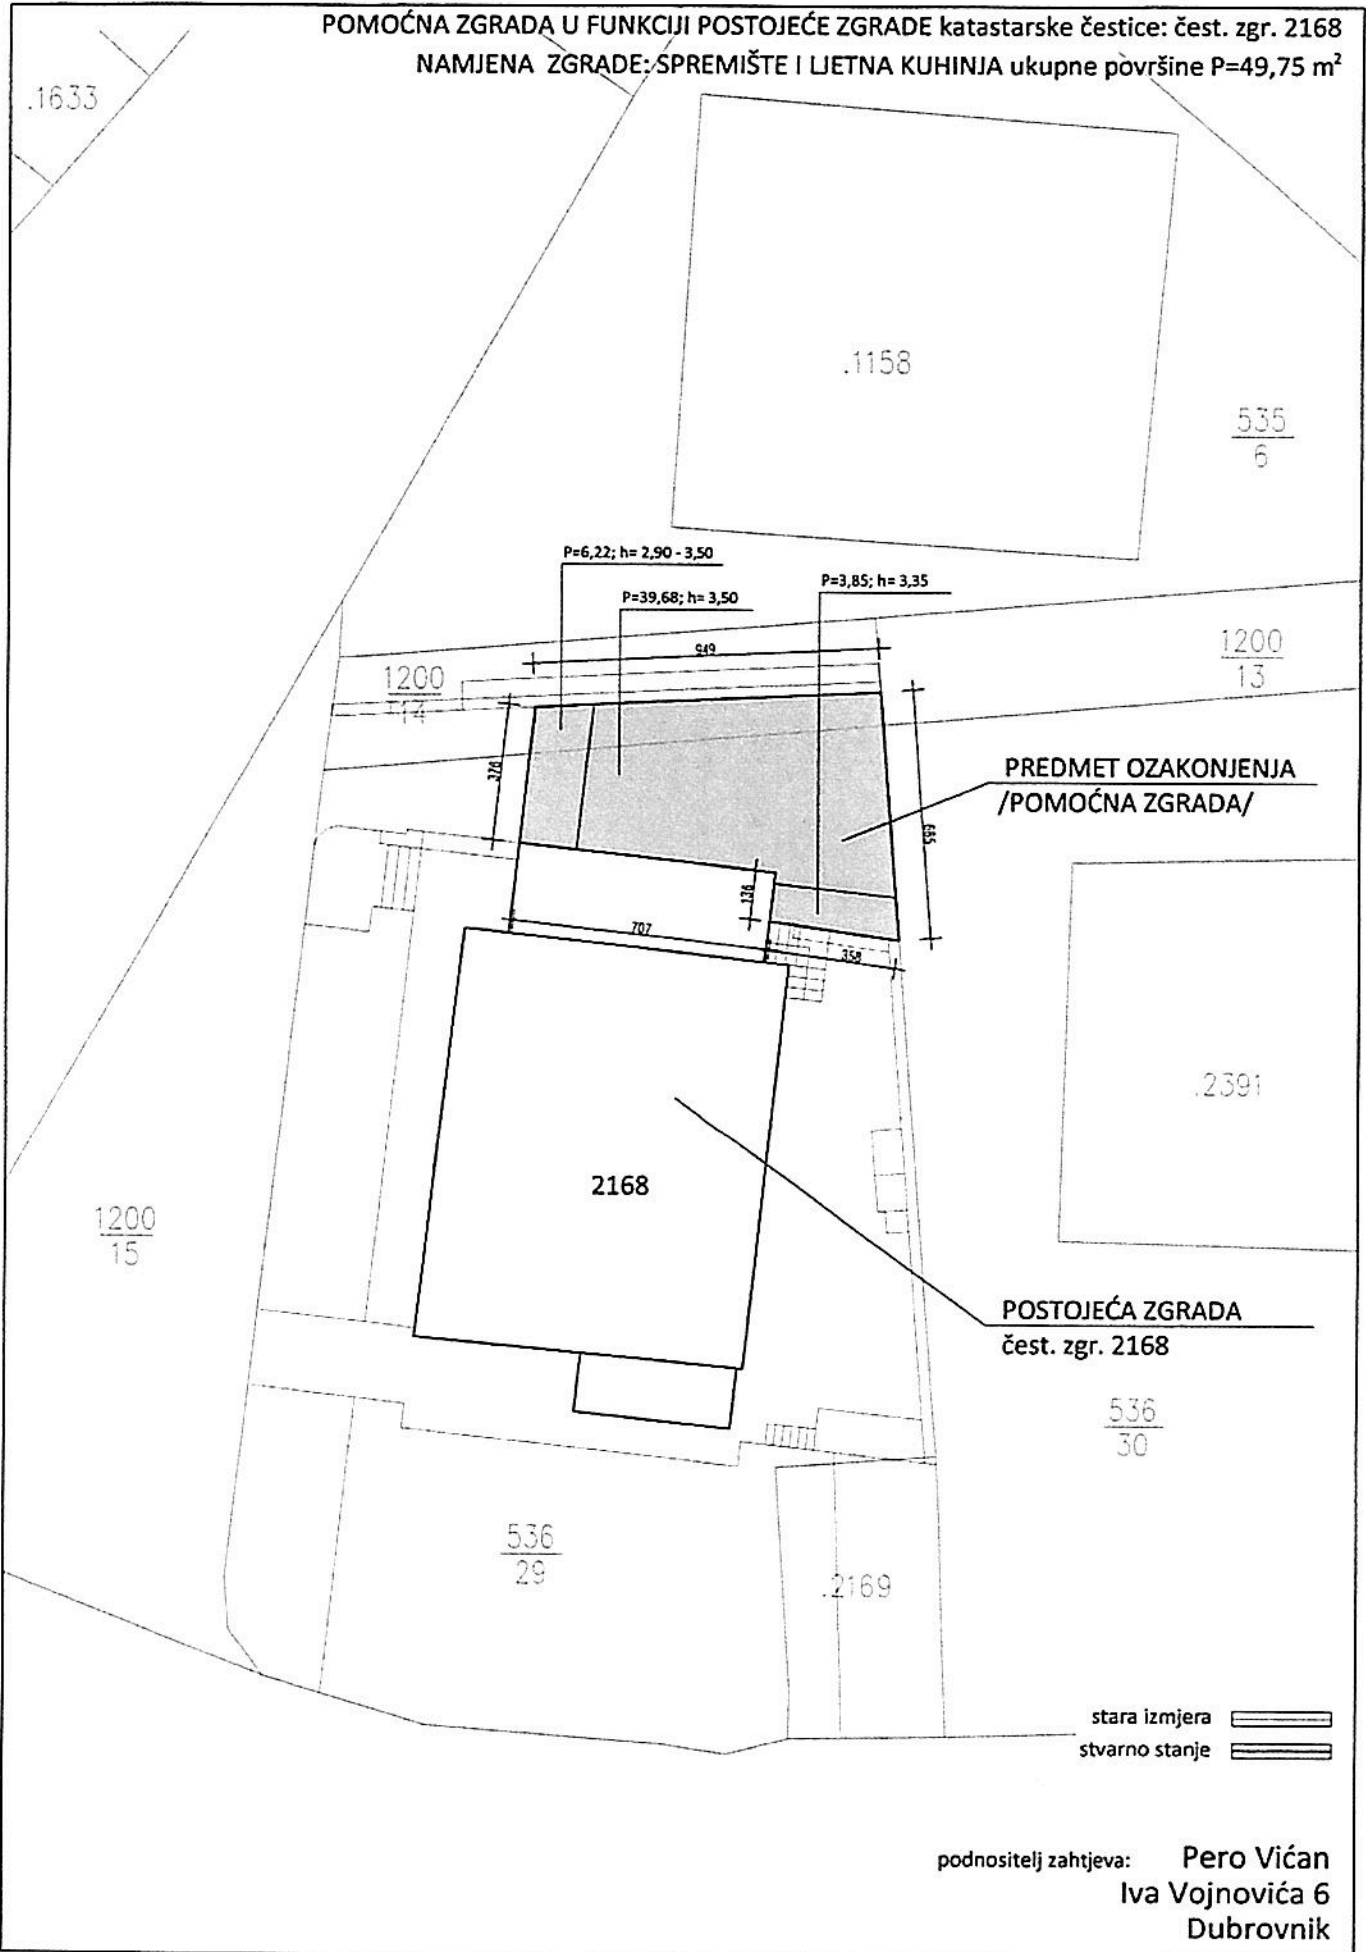 POMOĆNA ZGRADA U FUNKCIJI POSTOJEĆE ZGRADE katastarske čestice: čest. zgr. 2168
NAMJENA ZGRADE: SPREMIŠTE I LJETNA KUHINJA ukupne površine P=49,75 m²
.1633
.1158
535
6
P=6,22; h= 2,90 - 3,50
P=39,68; h= 3,50
P=3,85; h= 3,35
949
1200
14
1200
13
376
PREDMET OZAKONJENJA
/POMOĆNA ZGRADA/
136
707
358
.2391
2168
1200
15
POSTOJEĆA ZGRADA
čest. zgr. 2168
536
30
536
29
.2169
stara izmjera
stvarno stanje
podnositelj zahtjeva: Pero Vićan
Iva Vojnovića 6
Dubrovnik